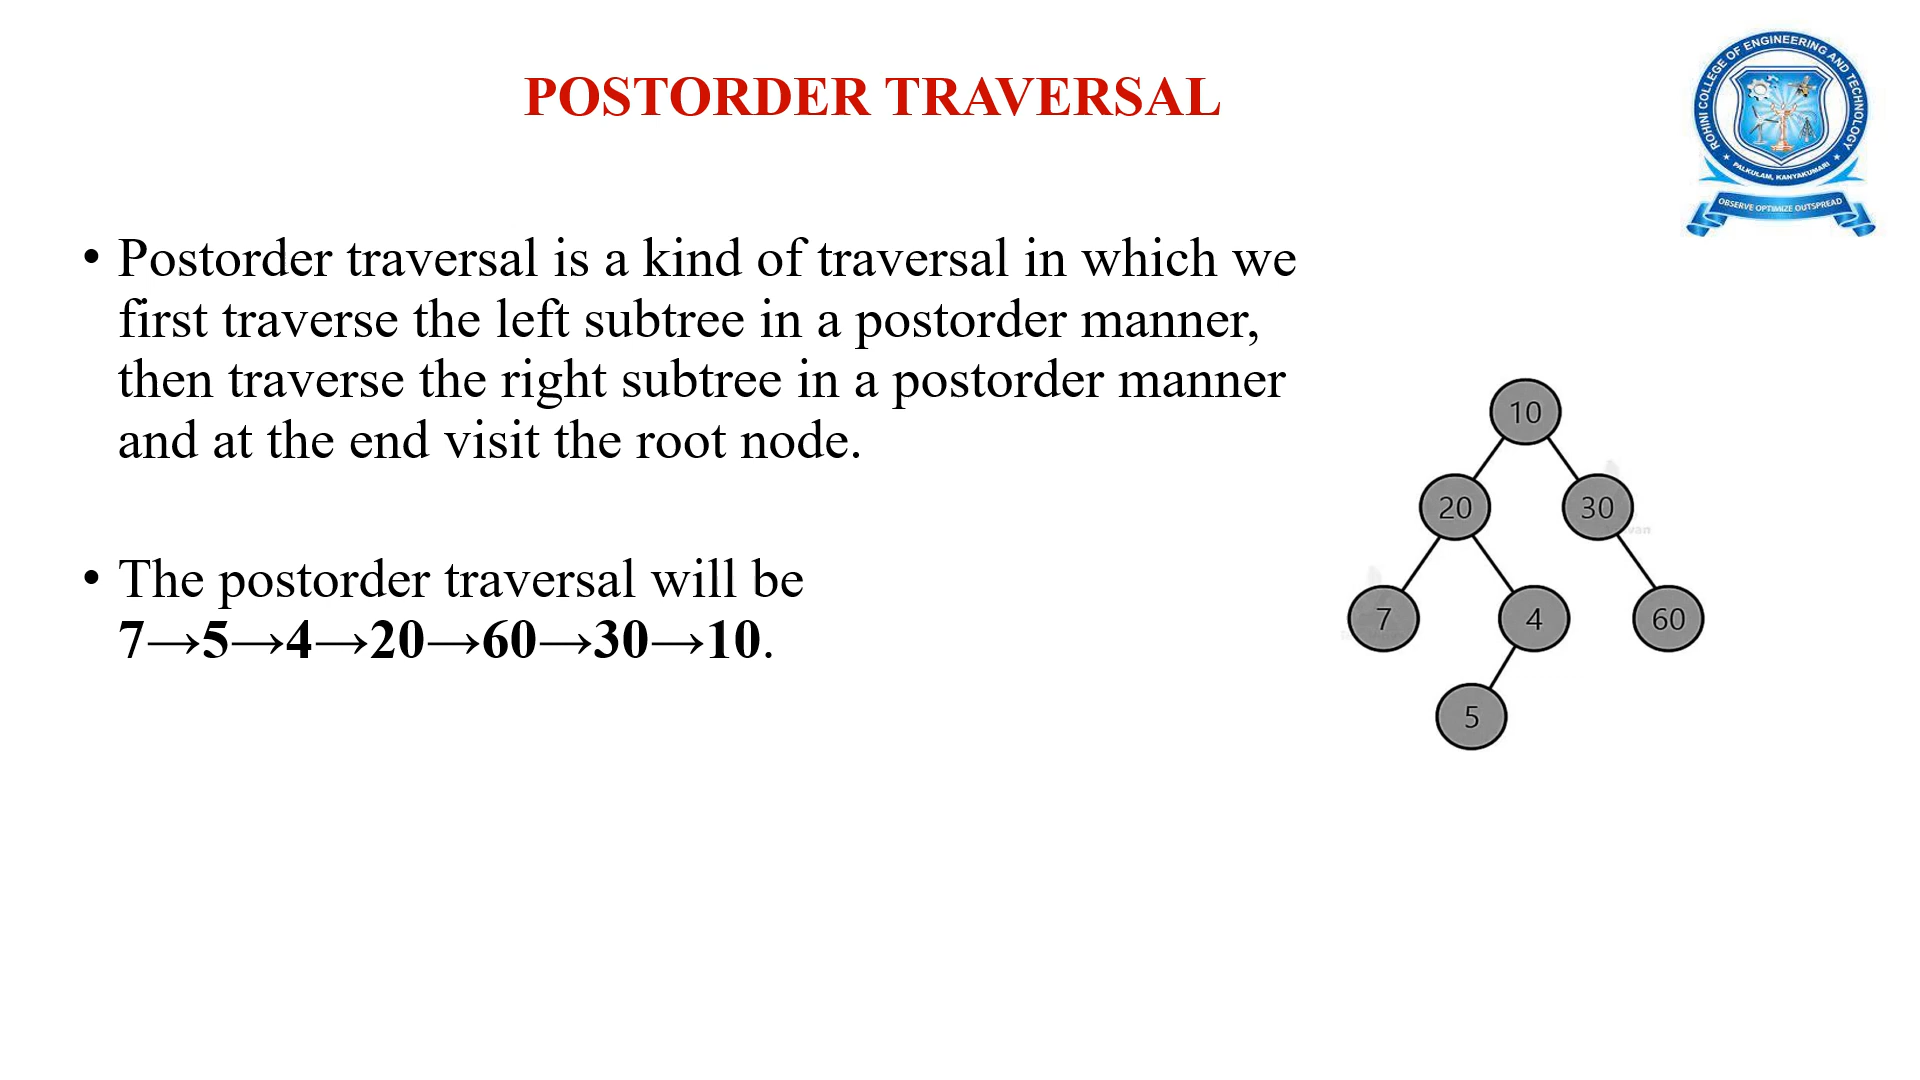 POSTORDER TRAVERSAL
ROHINI COLLEGE OF ENGINEERING AND TECHNOLOGY
PALKULAM, KANYAKUMARI
OBSERVE OPTIMIZE OUTSPREAD
• Postorder traversal is a kind of traversal in which we
first traverse the left subtree in a postorder manner,
then traverse the right subtree in a postorder manner
and at the end visit the root node.
• The postorder traversal will be
7→5→4→20→60→30→10.
10
20 30
7 4 60
5